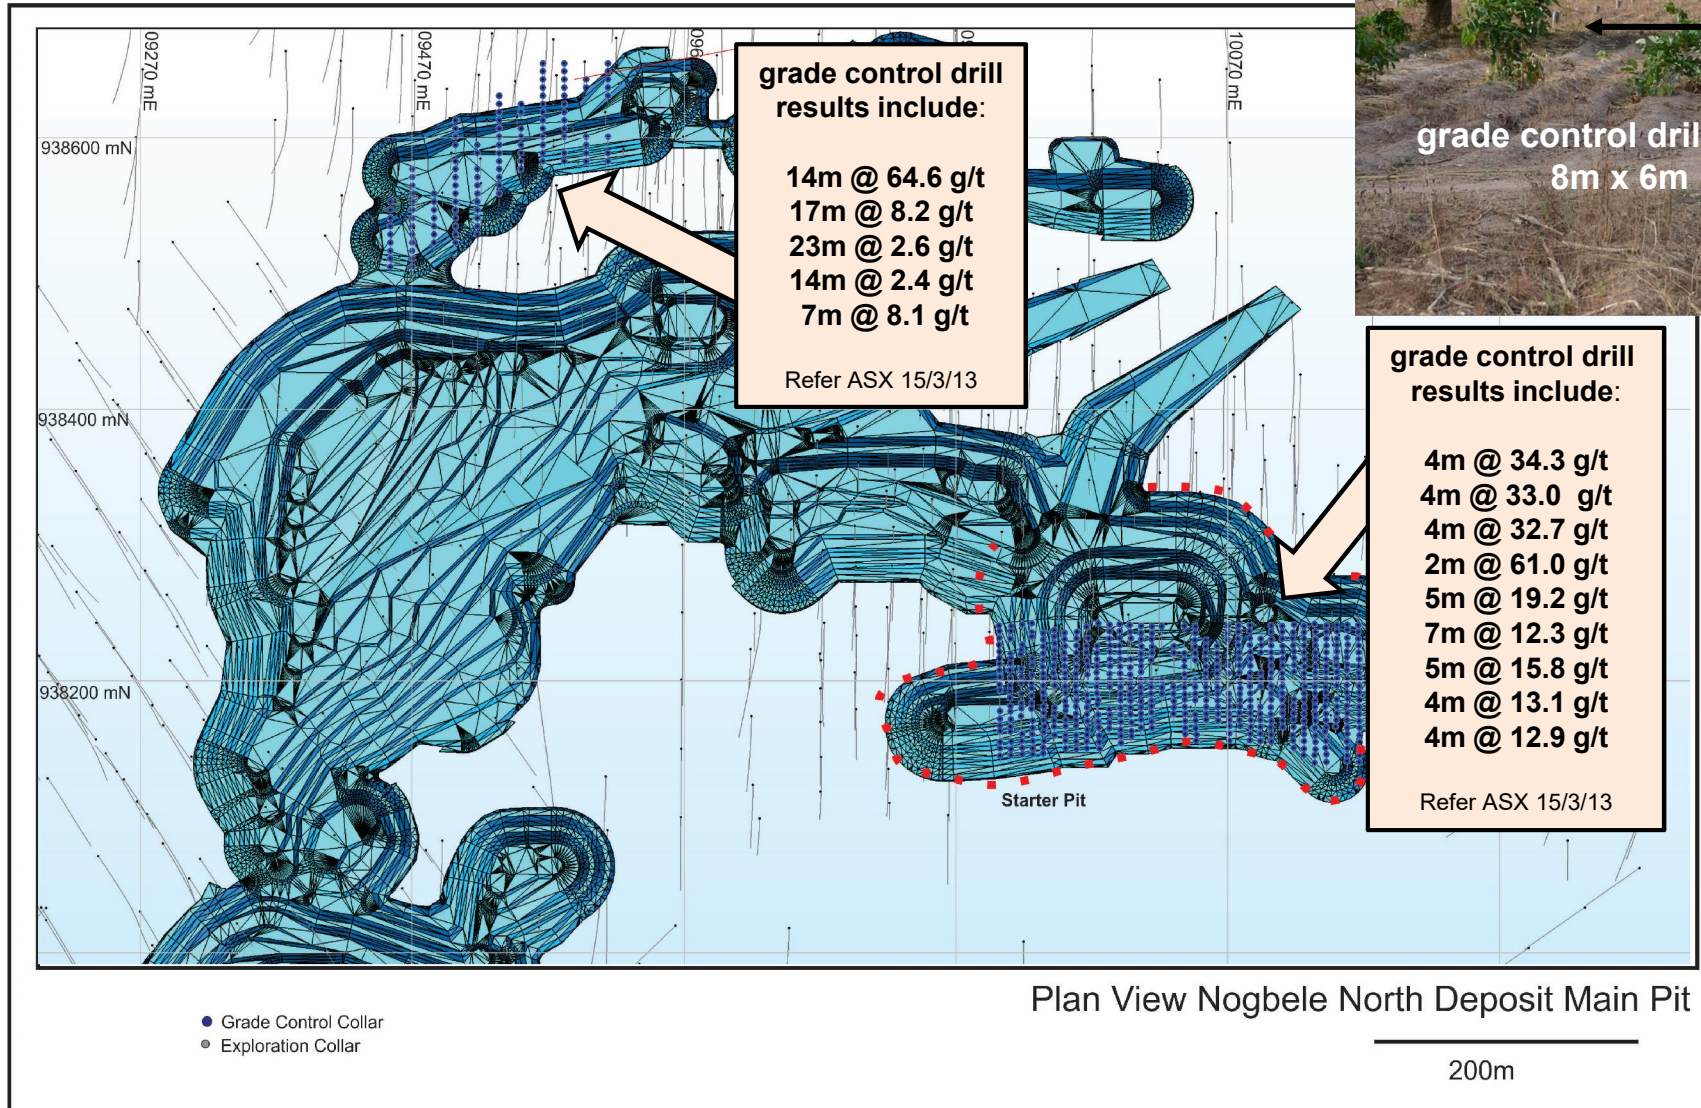 09270 mE
09470 mE
10070 mE
938600 mN
938400 mN
938200 mN
grade control drill
results include:
14m @ 64.6 g/t
17m @ 8.2 g/t
23m @ 2.6 g/t
14m @ 2.4 g/t
7m @ 8.1 g/t
Refer ASX 15/3/13
grade control dril
8m x 6m
grade control drill
results include:
4m @ 34.3 g/t
4m @ 33.0 g/t
4m @ 32.7 g/t
2m @ 61.0 g/t
5m @ 19.2 g/t
7m @ 12.3 g/t
5m @ 15.8 g/t
4m @ 13.1 g/t
4m @ 12.9 g/t
Refer ASX 15/3/13
Starter Pit
Plan View Nogbele North Deposit Main Pit
Grade Control Collar
Exploration Collar
200m